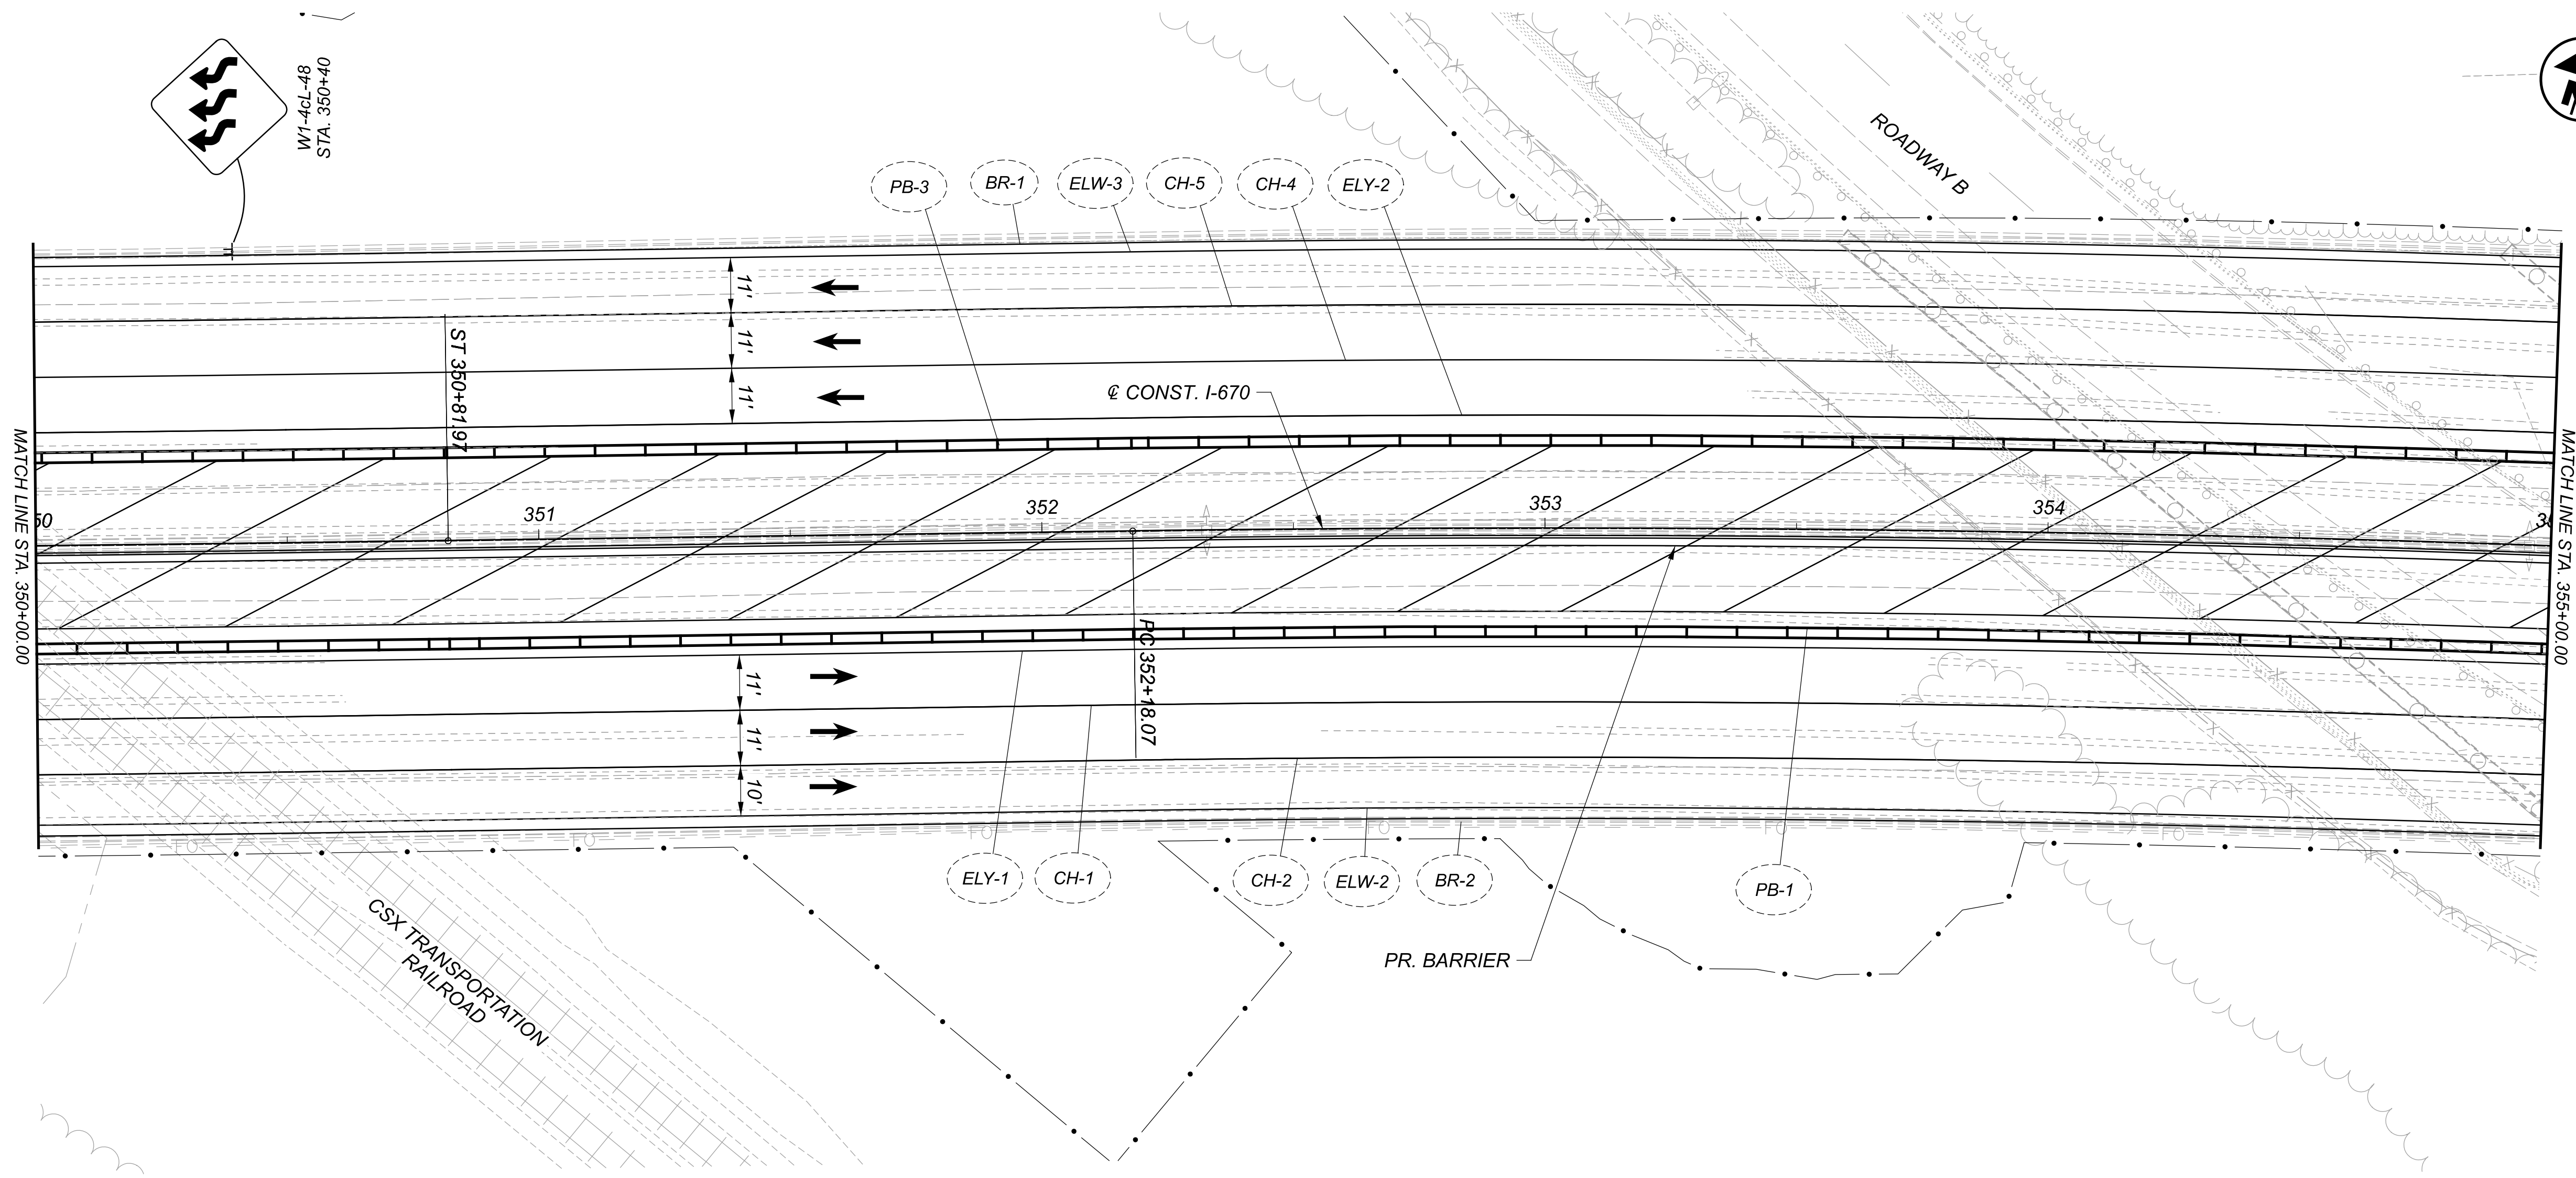 W1-4cL-48
STA. 350+40
ROADWAY B
PB-3
BR-1
ELW-3
CH-5
CH-4
ELY-2
11'
11'
11'
ST 350+81.97
℄ CONST. I-670
MATCH LINE STA. 350+00.00
MATCH LINE STA. 355+00.00
50
351
352
353
354
PC 352+18.07
11'
11'
10'
ELY-1
CH-1
CH-2
ELW-2
BR-2
PB-1
PR. BARRIER
CSX TRANSPORTATION
RAILROAD